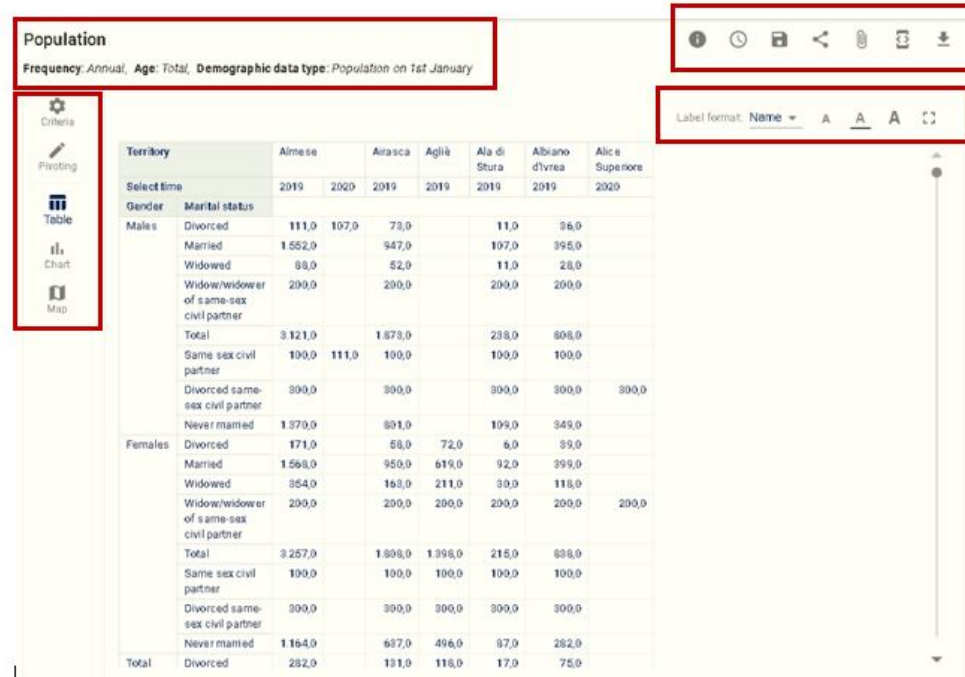 Population
Frequency: Annual, Age: Total, Demographic data type: Population on 1st January
Criteria
Pivoting
Table
Chart
Map
Label format: Name A A A
Territory Almese Airasca Agliè Ala di Stura Albiano d'Ivrea Alice Superiore
Select time 2019 2020 2019 2019 2019 2019 2020
Gender Marital status
Males Divorced 111,0 107,0 73,0 11,0 36,0
Married 1.552,0 947,0 107,0 395,0
Widowed 88,0 52,0 11,0 28,0
Widow/widower of same-sex civil partner 200,0 200,0 200,0 200,0
Total 3.121,0 1.873,0 238,0 808,0
Same sex civil partner 100,0 111,0 100,0 100,0 100,0
Divorced same-sex civil partner 300,0 300,0 300,0 300,0 300,0
Never married 1.370,0 801,0 109,0 349,0
Females Divorced 171,0 58,0 72,0 6,0 39,0
Married 1.568,0 950,0 619,0 92,0 399,0
Widowed 354,0 163,0 211,0 30,0 118,0
Widow/widower of same-sex civil partner 200,0 200,0 200,0 200,0 200,0 200,0
Total 3.257,0 1.808,0 1.398,0 215,0 838,0
Same sex civil partner 100,0 100,0 100,0 100,0 100,0
Divorced same-sex civil partner 300,0 300,0 300,0 300,0 300,0
Never married 1.164,0 637,0 496,0 87,0 282,0
Total Divorced 282,0 131,0 118,0 17,0 75,0